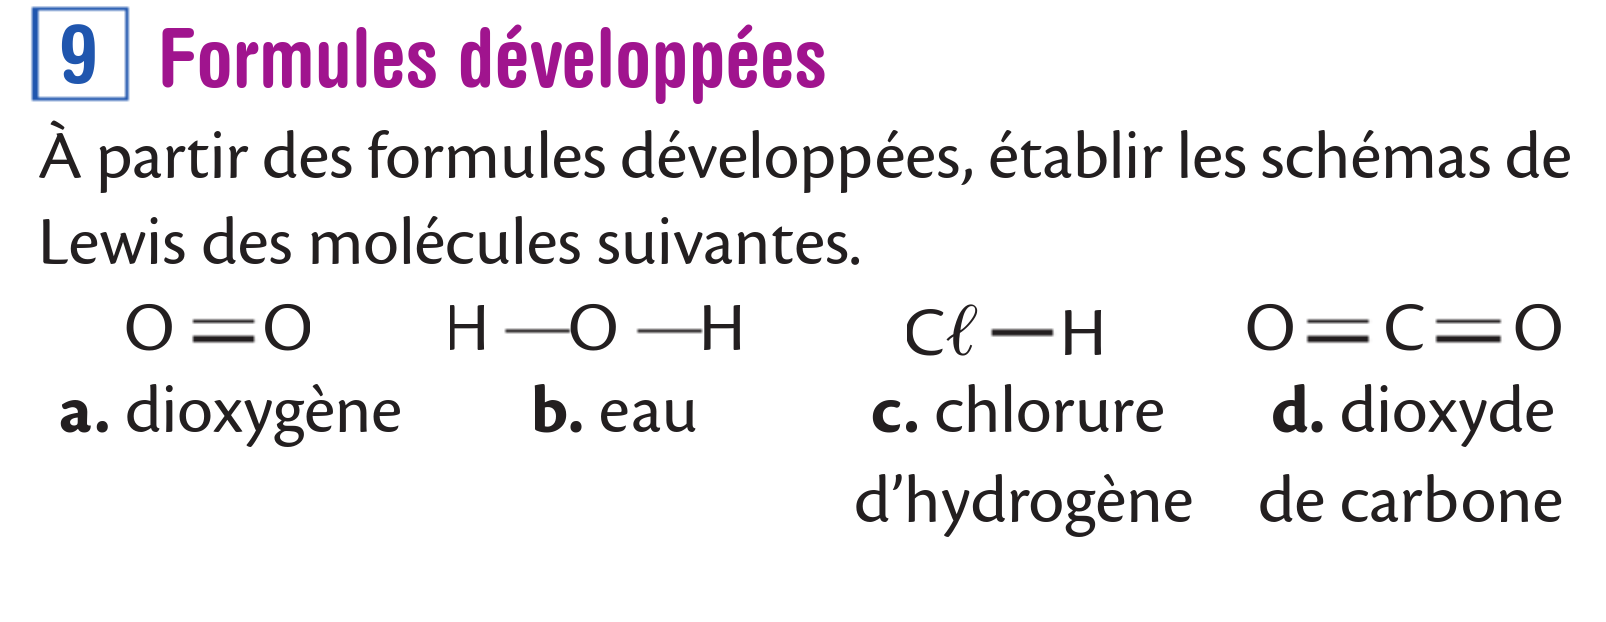 9 Formules développées
À partir des formules développées, établir les schémas de
Lewis des molécules suivantes.
O=O H—O—H Cℓ—H O=C=O
a. dioxygène b. eau c. chlorure d. dioxyde
d’hydrogène de carbone